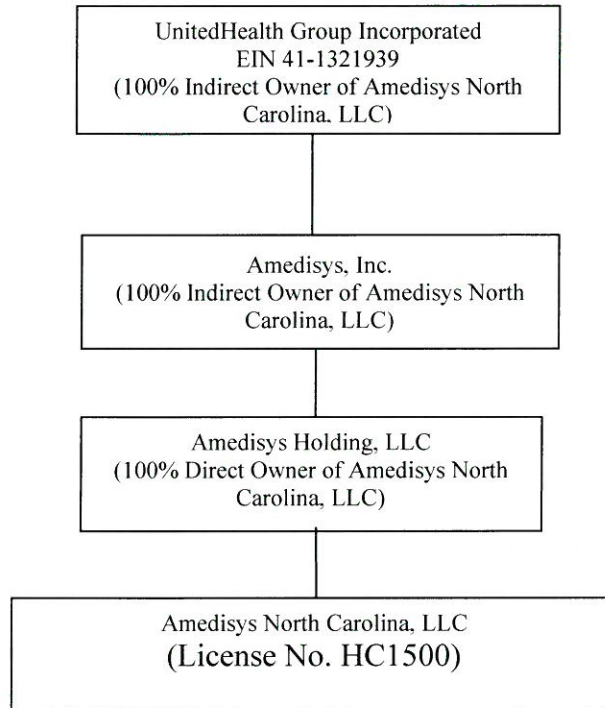 UnitedHealth Group Incorporated
EIN 41-1321939
(100% Indirect Owner of Amedisys North
Carolina, LLC)
Amedisys, Inc.
(100% Indirect Owner of Amedisys North
Carolina, LLC)
Amedisys Holding, LLC
(100% Direct Owner of Amedisys North
Carolina, LLC)
Amedisys North Carolina, LLC
(License No. HC1500)